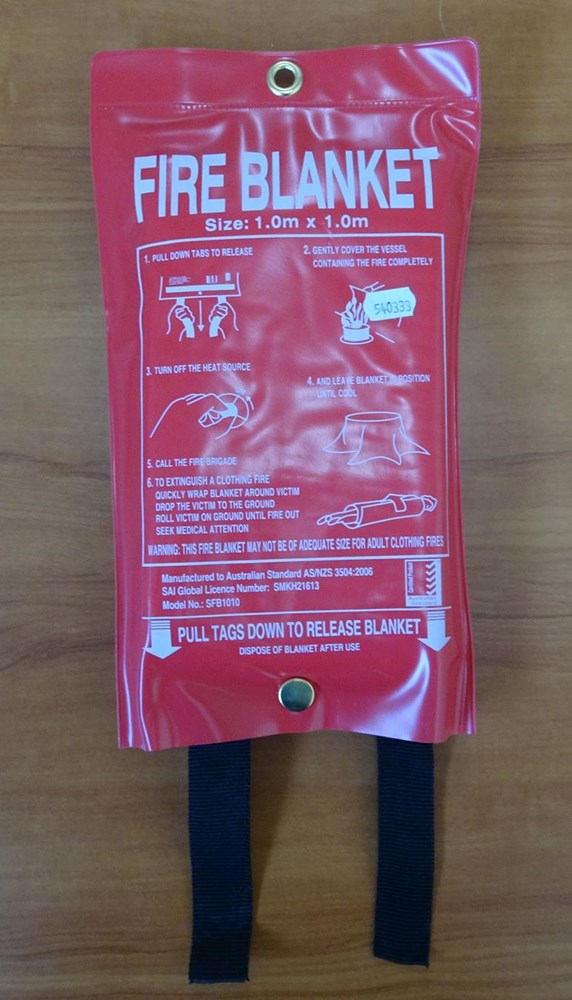 FIRE BLANKET
Size: 1.0m x 1.0m
1. PULL DOWN TABS TO RELEASE
2. GENTLY COVER THE VESSEL
CONTAINING THE FIRE COMPLETELY
540333
3. TURN OFF THE HEAT SOURCE
4. AND LEAVE BLANKET POSITION
UNTIL COOL
5. CALL THE FIRE BRIGADE
6. TO EXTINGUISH A CLOTHING FIRE
QUICKLY WRAP BLANKET AROUND VICTIM
DROP THE VICTIM TO THE GROUND
ROLL VICTIM ON GROUND UNTIL FIRE OUT
SEEK MEDICAL ATTENTION
WARNING: THIS FIRE BLANKET MAY NOT BE OF ADEQUATE SIZE FOR ADULT CLOTHING FIRES
Manufactured to Australian Standard AS/NZS 3504:2006
SAI Global Licence Number: SMKH21613
Model No.: SFB1010
PULL TAGS DOWN TO RELEASE BLANKET
DISPOSE OF BLANKET AFTER USE